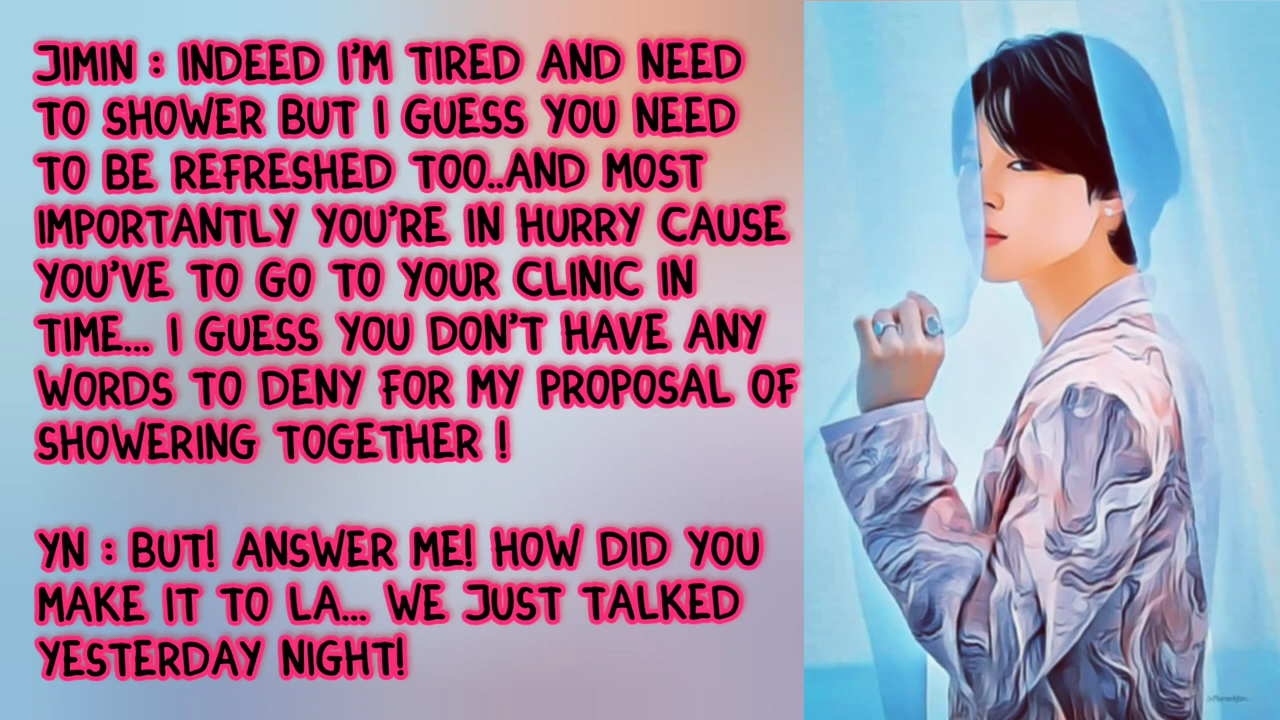 JIMIN : INDEED I'M TIRED AND NEED
TO SHOWER BUT I GUESS YOU NEED
TO BE REFRESHED TOO..AND MOST
IMPORTANTLY YOU'RE IN HURRY CAUSE
YOU'VE TO GO TO YOUR CLINIC IN
TIME... I GUESS YOU DON'T HAVE ANY
WORDS TO DENY FOR MY PROPOSAL OF
SHOWERING TOGETHER !
YN : BUT! ANSWER ME! HOW DID YOU
MAKE IT TO LA... WE JUST TALKED
YESTERDAY NIGHT!